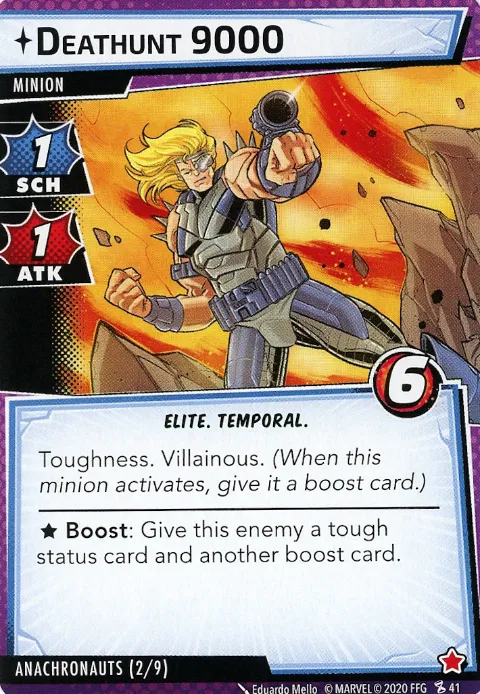 DEATHUNT 9000
MINION
1
SCH
1
ATK
6
ELITE. TEMPORAL.
Toughness. Villainous. (When this
minion activates, give it a boost card.)
★ Boost: Give this enemy a tough
status card and another boost card.
ANACHRONAUTS (2/9)
Eduardo Mello © MARVEL © 2020 FFG 41